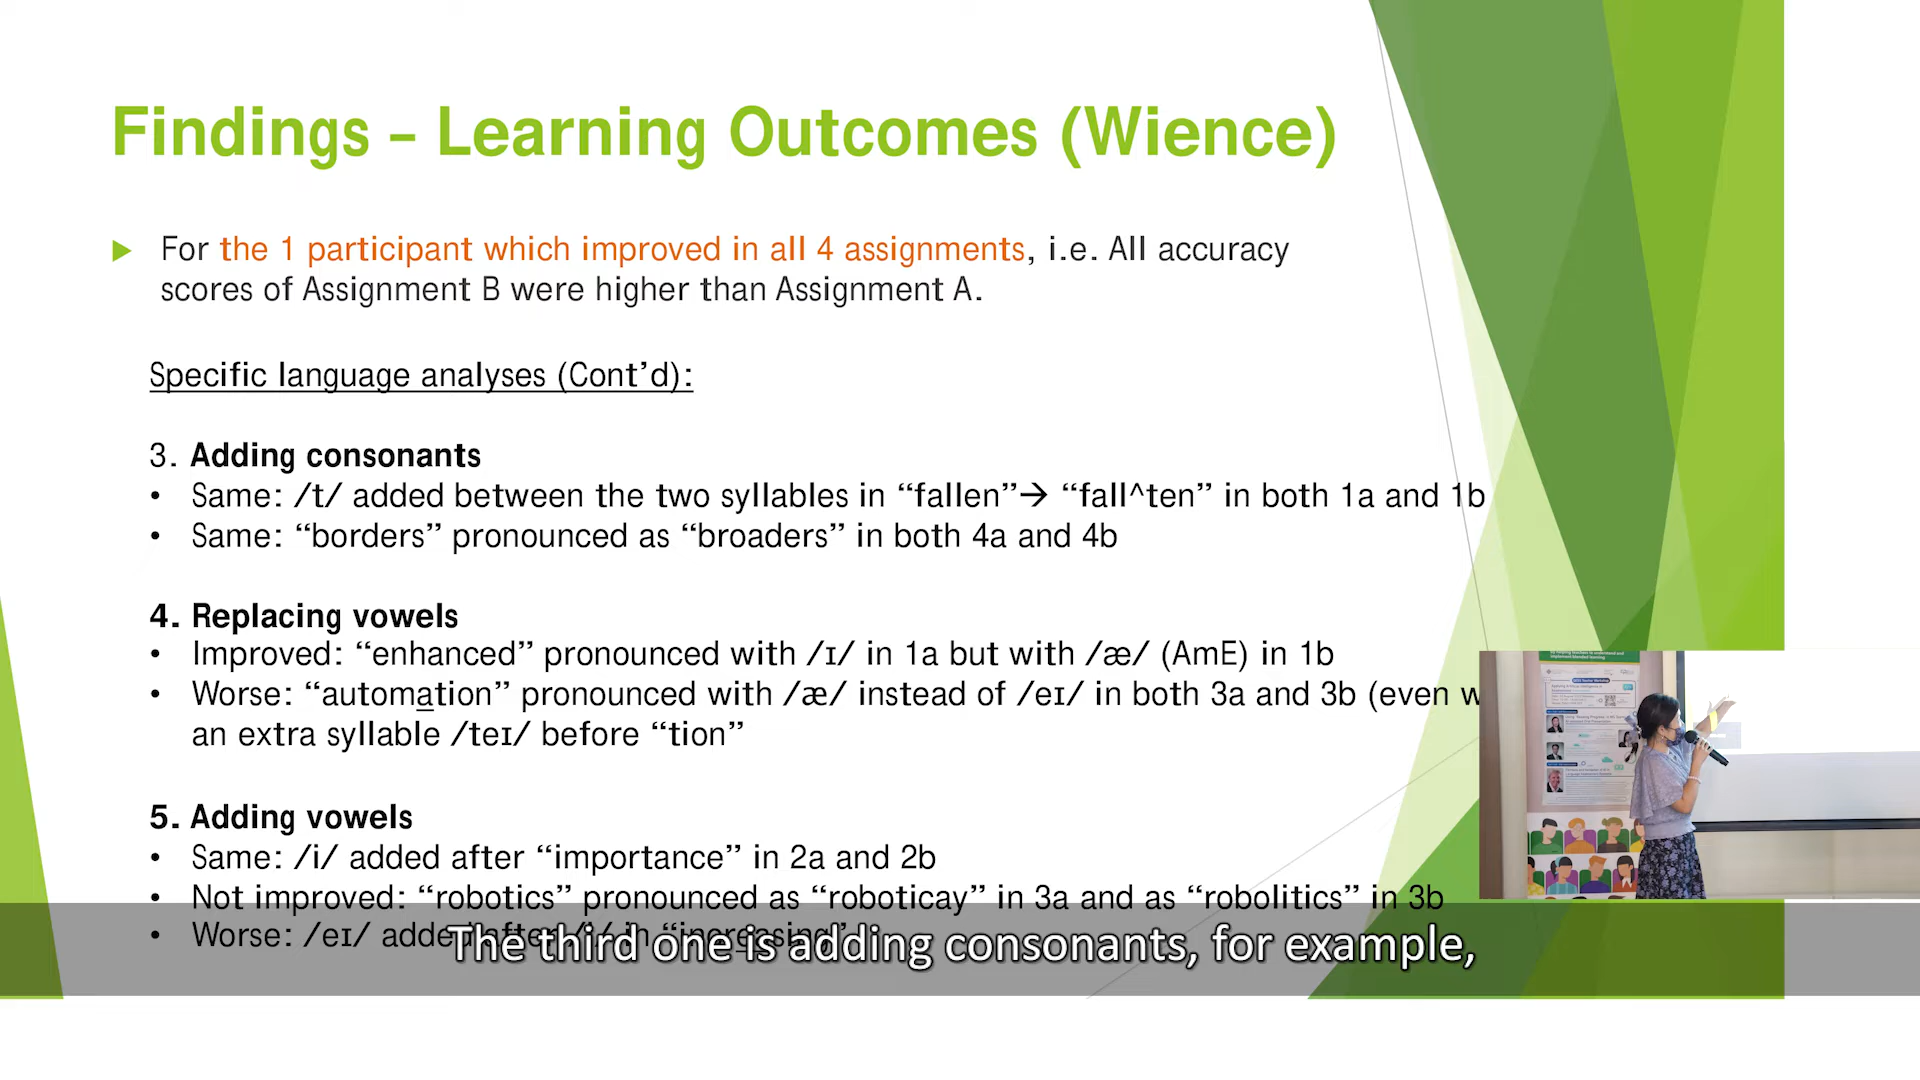 Findings – Learning Outcomes (Wience)
For the 1 participant which improved in all 4 assignments, i.e. All accuracy
scores of Assignment B were higher than Assignment A.
Specific language analyses (Cont’d):
3. Adding consonants
• Same: /t/ added between the two syllables in “fallen”→ “fall^ten” in both 1a and 1b
• Same: “borders” pronounced as “broaders” in both 4a and 4b
4. Replacing vowels
• Improved: “enhanced” pronounced with /ɪ/ in 1a but with /æ/ (AmE) in 1b
• Worse: “automation” pronounced with /æ/ instead of /eɪ/ in both 3a and 3b (even
an extra syllable /teɪ/ before “tion”
5. Adding vowels
• Same: /i/ added after “importance” in 2a and 2b
• Not improved: “robotics” pronounced as “roboticay” in 3a and as “robolitics” in 3b
• Worse: /eɪ/ added after in “increasing”
The third one is adding consonants, for example,